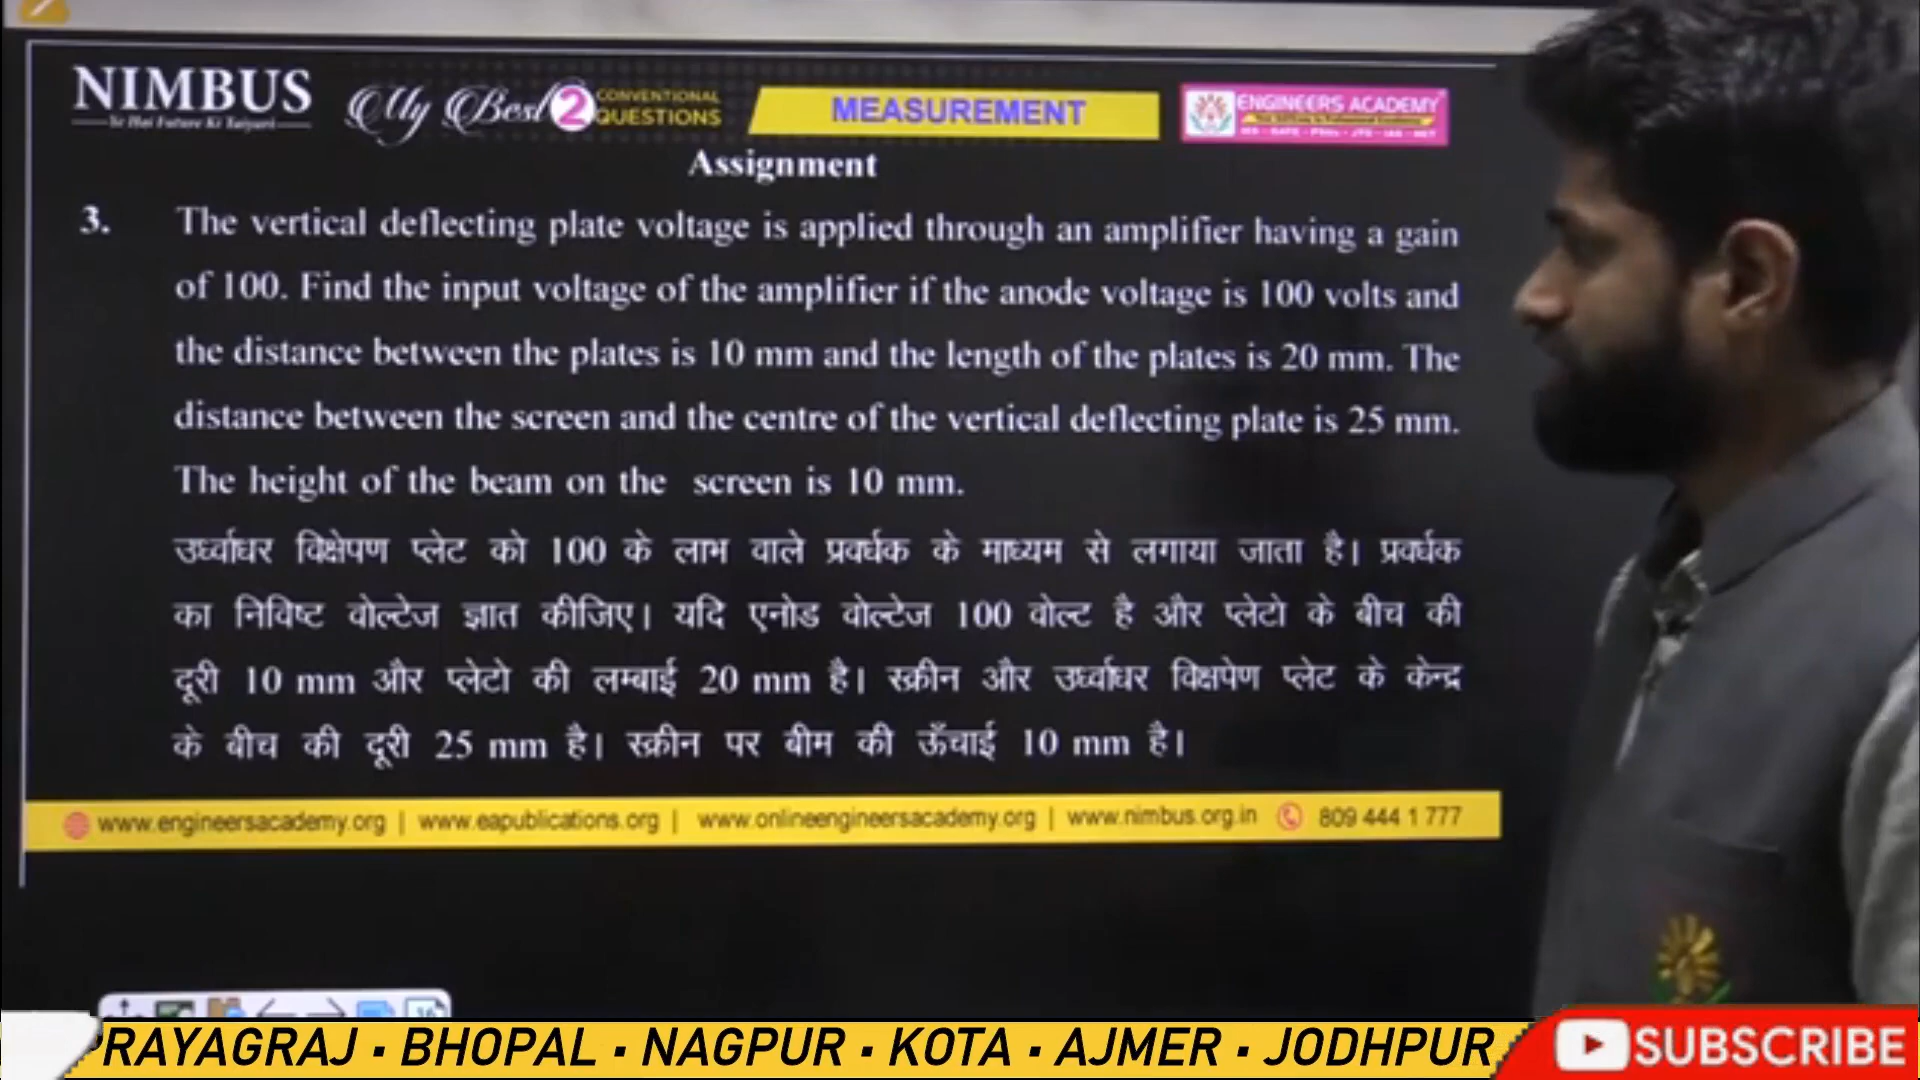 NIMBUS
My Best 2 CONVENTIONAL QUESTIONS
MEASUREMENT
ENGINEERS ACADEMY
Assignment
3. The vertical deflecting plate voltage is applied through an amplifier having a gain
of 100. Find the input voltage of the amplifier if the anode voltage is 100 volts and
the distance between the plates is 10 mm and the length of the plates is 20 mm. The
distance between the screen and the centre of the vertical deflecting plate is 25 mm.
The height of the beam on the screen is 10 mm.
उर्ध्वाधर विक्षेपण प्लेट को 100 के लाभ वाले प्रवर्धक के माध्यम से लगाया जाता है। प्रवर्धक
का निविष्ट वोल्टेज ज्ञात कीजिए। यदि एनोड वोल्टेज 100 वोल्ट है और प्लेटो के बीच की
दूरी 10 mm और प्लेटो की लम्बाई 20 mm है। स्क्रीन और उर्ध्वाधर विक्षपेण प्लेट के केन्द्र
के बीच की दूरी 25 mm है। स्क्रीन पर बीम की ऊँचाई 10 mm है।
www.engineersacademy.org | www.eapublications.org | www.onlineengineersacademy.org | www.nimbus.org.in 809 444 1 777
RAYAGRAJ • BHOPAL • NAGPUR • KOTA • AJMER • JODHPUR
SUBSCRIBE